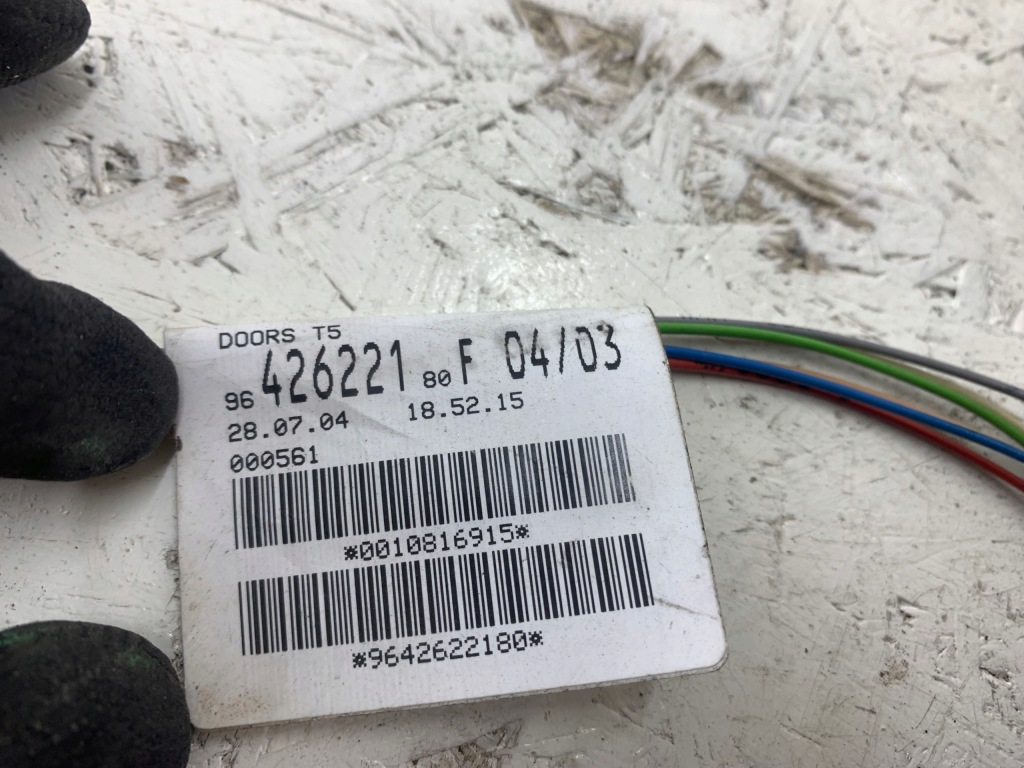 DOORS T5
96 426221 80 F 04/03
28.07.04 18.52.15
000561
*0010816915*
*9642622180*